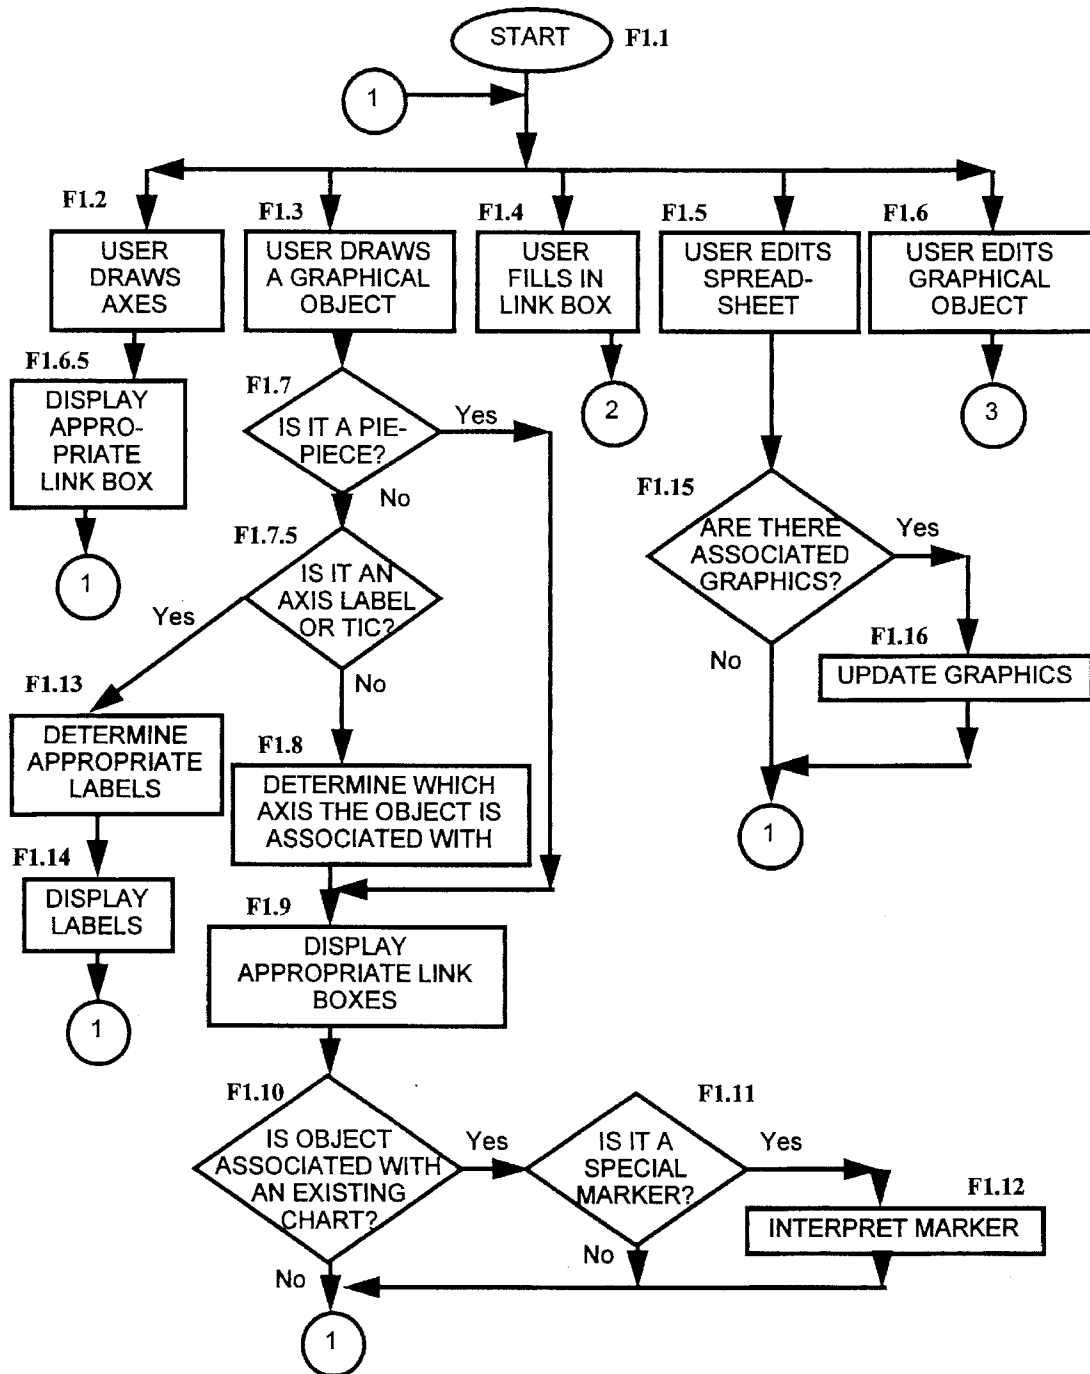 START
F1.1
1
F1.2
F1.3
F1.4
F1.5
F1.6
USER
DRAWS
AXES
USER DRAWS
A GRAPHICAL
OBJECT
USER
FILLS IN
LINK BOX
USER EDITS
SPREAD-
SHEET
USER EDITS
GRAPHICAL
OBJECT
F1.6.5
DISPLAY
APPRO-
PRIATE
LINK BOX
1
F1.7
IS IT A PIE-
PIECE?
Yes
No
2
3
F1.7.5
IS IT AN
AXIS LABEL
OR TIC?
Yes
No
F1.15
ARE THERE
ASSOCIATED
GRAPHICS?
Yes
No
F1.16
UPDATE GRAPHICS
1
F1.13
DETERMINE
APPROPRIATE
LABELS
F1.8
DETERMINE WHICH
AXIS THE OBJECT IS
ASSOCIATED WITH
F1.14
DISPLAY
LABELS
1
F1.9
DISPLAY
APPROPRIATE LINK
BOXES
F1.10
IS OBJECT
ASSOCIATED WITH
AN EXISTING
CHART?
Yes
No
F1.11
IS IT A
SPECIAL
MARKER?
Yes
No
F1.12
INTERPRET MARKER
1